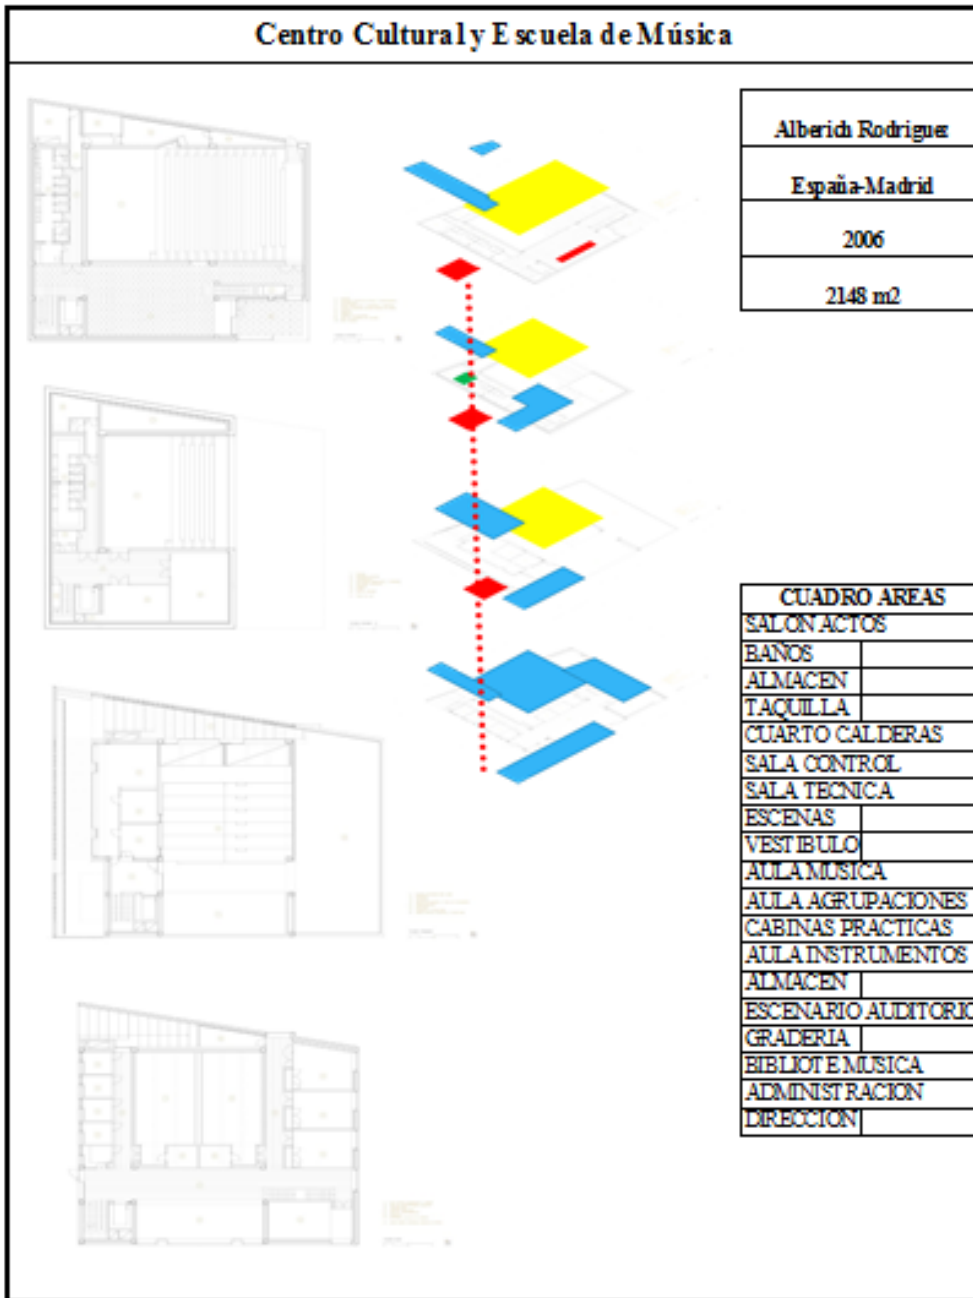 Centro Cultural y Escuela de Música
Alberich Rodriguez
España-Madrid
2006
2148 m2
CUADRO AREAS
SALON ACTOS
BAÑOS
ALMACEN
TAQUILLA
CUARTO CALDERAS
SALA CONTROL
SALA TECNICA
ESCENAS
VESTIBULO
AULA MUSICA
AULA AGRUPACIONES
CABINAS PRACTICAS
AULA INSTRUMENTOS
ALMACEN
ESCENARIO AUDITORIO
GRADERIA
BIBLIOTE MUSICA
ADMINISTRACION
DIRECCION